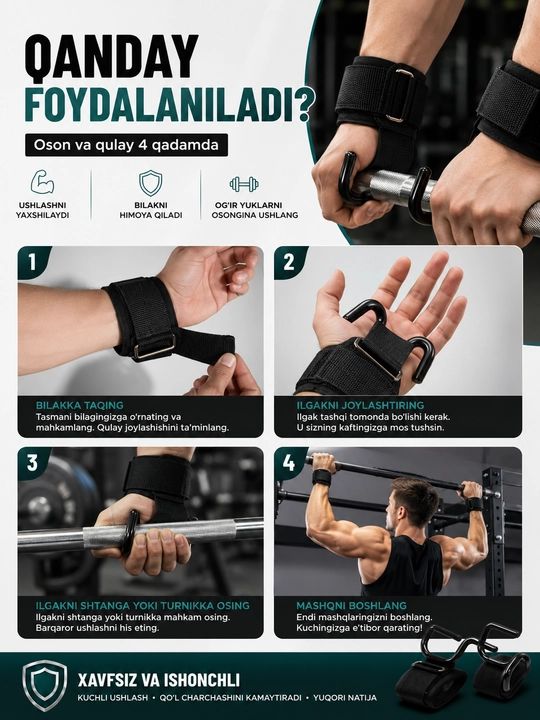 QANDAY
FOYDALANILADI?
Oson va qulay 4 qadamda
USHLASHNI
YAXSHILAYDI
BILAKNI
HIMOYA QILADI
OG'IR YUKLARNI
OSONGINA USHLANG
1
BILAKKA TAQING
Tasmani bilagingizga o'rnating va
mahkamlang. Qulay joylashishini ta'minlang.
2
ILGAKNI JOYLASHTIRING
Ilgak tashqi tomonda bo'lishi kerak.
U sizning kaftingizga mos tushsin.
3
ILGAKNI SHTANGA YOKI TURNIKKA OSING
Ilgakni shtanga yoki turnikka mahkam osing.
Barqaror ushlashni his eting.
4
MASHQNI BOSHLANG
Endi mashqlaringizni boshlang.
Kuchingizga e'tibor qarating!
XAVFSIZ VA ISHONCHLI
KUCHLI USHLASH • QO'L CHARCHASHINI KAMAYTIRADI • YUQORI NATIJA